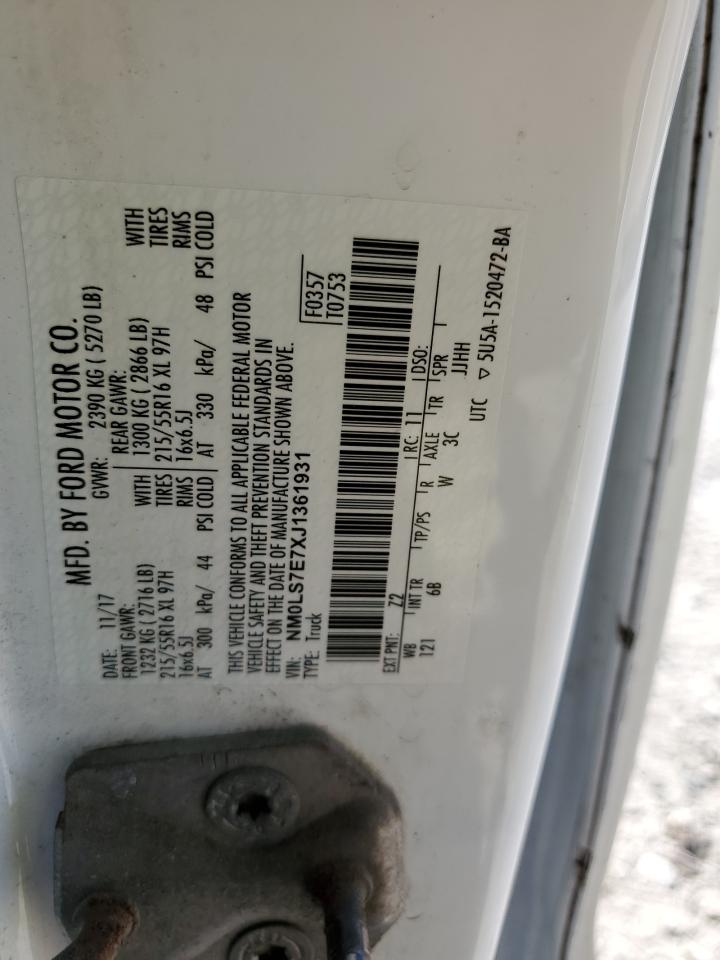 MFD. BY FORD MOTOR CO.
DATE: 11/17 GVWR: 2390 KG ( 5270 LB)
FRONT GAWR: REAR GAWR:
1232 KG ( 2716 LB) WITH 1300 KG ( 2866 LB) WITH
215/55R16 XL 97H TIRES 215/55R16 XL 97H TIRES
16x6.5J RIMS 16x6.5J RIMS
AT 300 kPa/ 44 PSI COLD AT 330 kPa/ 48 PSI COLD
THIS VEHICLE CONFORMS TO ALL APPLICABLE FEDERAL MOTOR
VEHICLE SAFETY AND THEFT PREVENTION STANDARDS IN
EFFECT ON THE DATE OF MANUFACTURE SHOWN ABOVE.
VIN: NM0LS7E7XJ1361931 F0357
TYPE: Truck T0753
EXT PNT: Z2 RC: 11 DSO:
WB INT TR TP/PS R AXLE TR SPR
121 6B W 3C JJHH
UTC ▽ 5U5A-1520472-BA